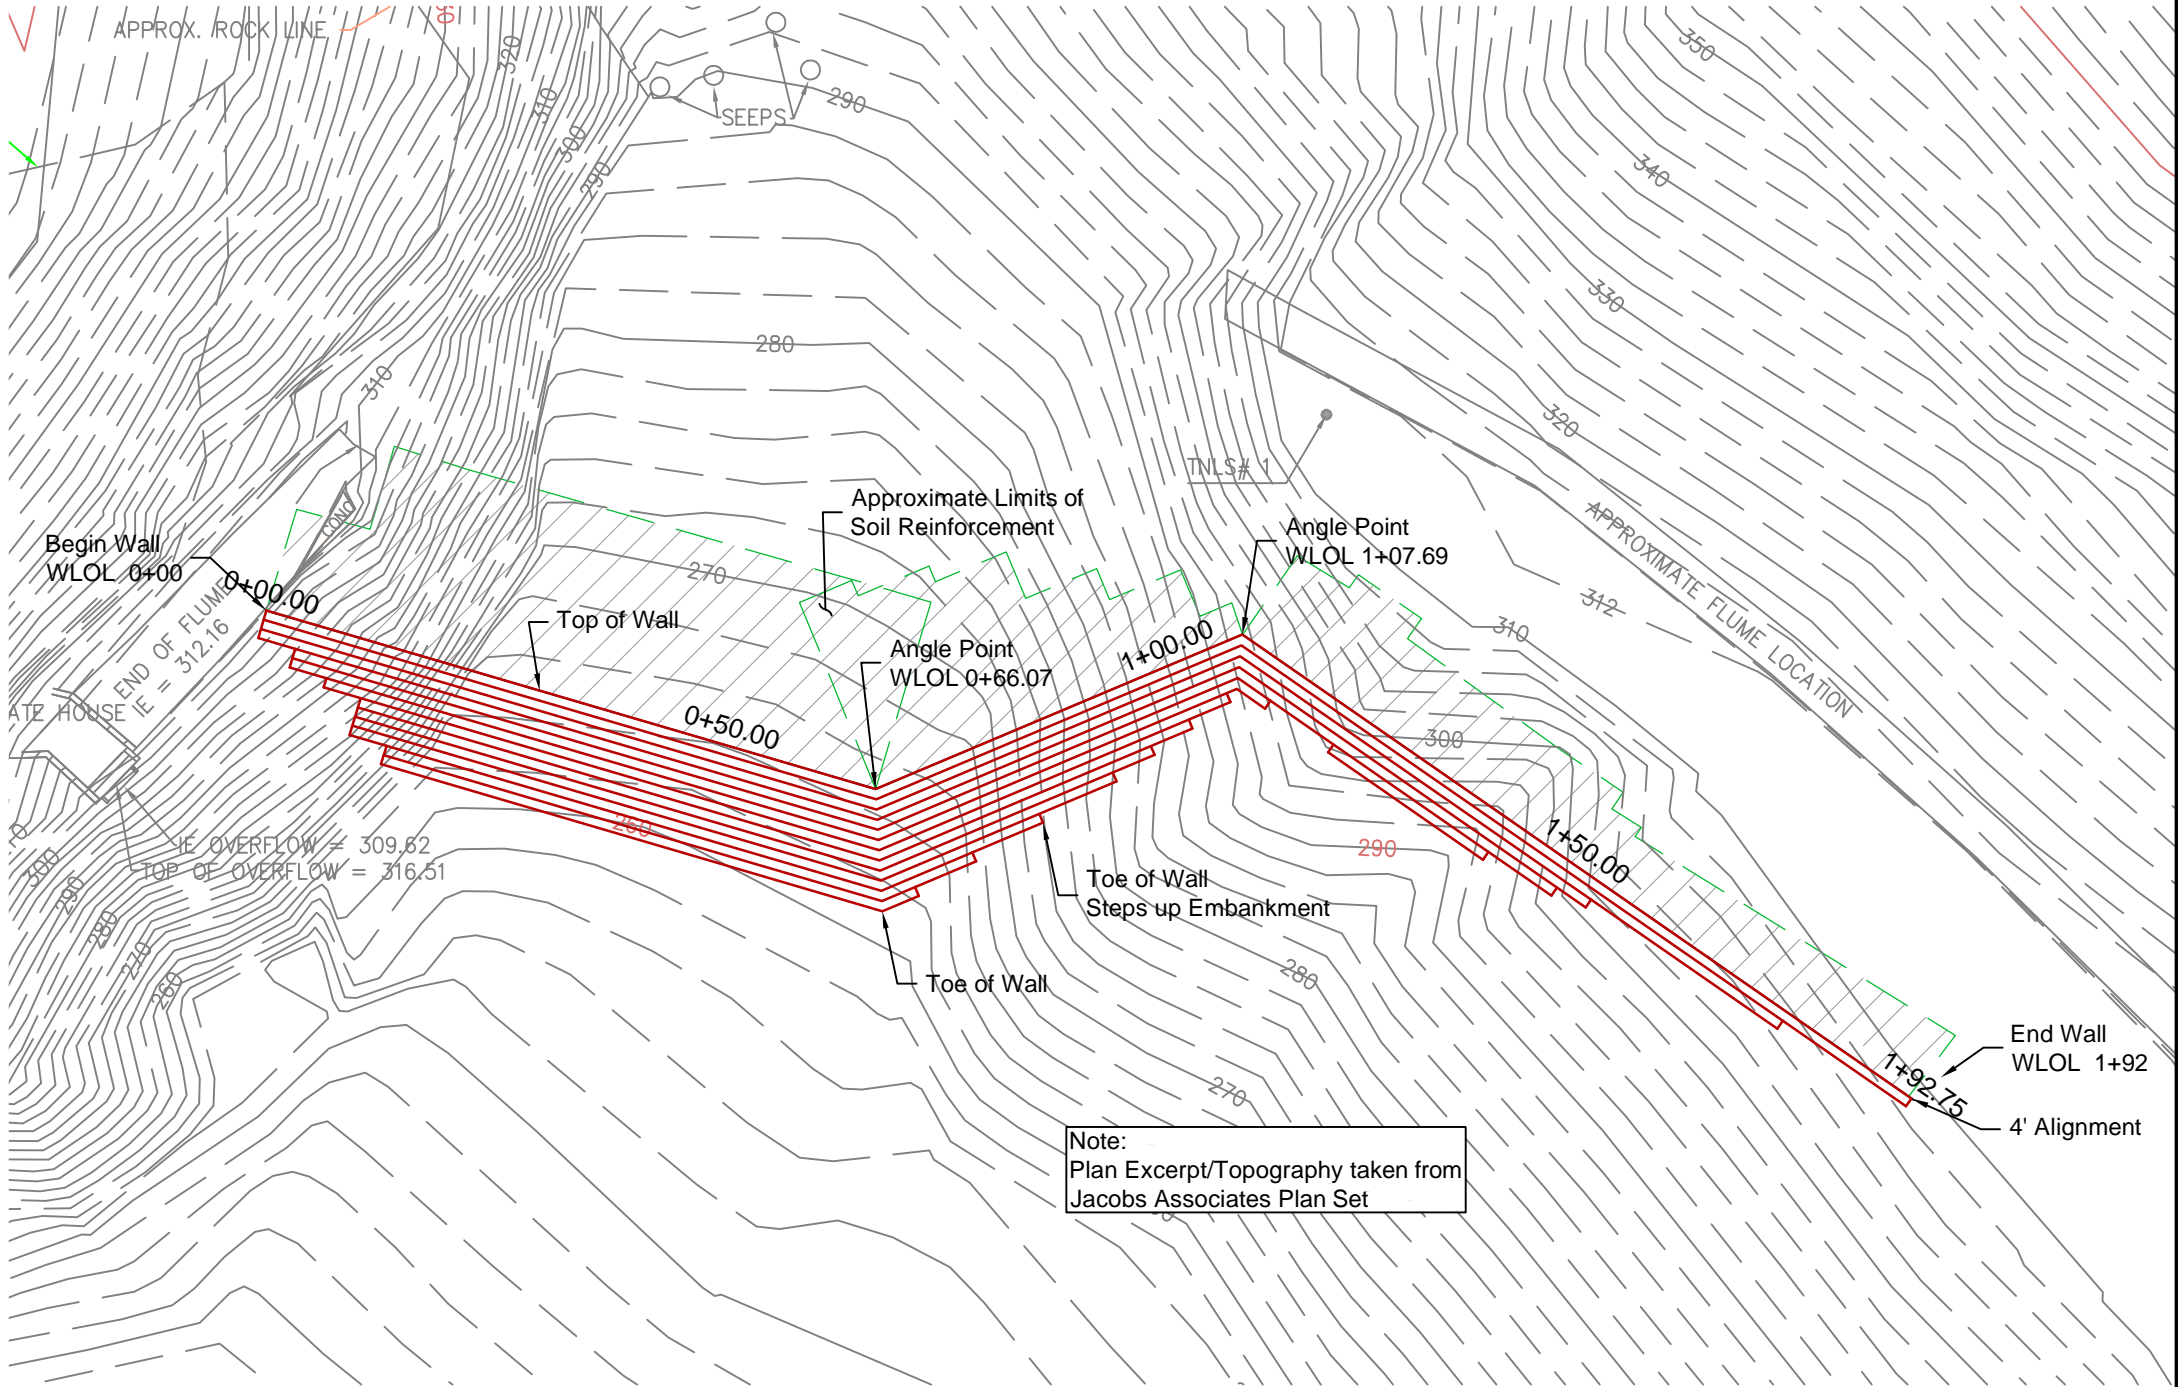 APPROX. ROCK LINE
320
310
300
290
SEEPS
290
350
340
330
320
280
310
TNLS# 1
APPROXIMATE FLUME LOCATION
312
310
Approximate Limits of
Soil Reinforcement
Angle Point
WLOL 1+07.69
Begin Wall
WLOL 0+00
0+00.00
CONC
END OF FLUME
IE = 312.16
270
Top of Wall
Angle Point
WLOL 0+66.07
1+00.00
0+50.00
ATE HOUSE
300
260
290
1+50.00
IE OVERFLOW = 309.62
TOP OF OVERFLOW = 316.51
300
290
280
270
260
Toe of Wall
Steps up Embankment
Toe of Wall
280
270
End Wall
WLOL 1+92
1+92.75
4' Alignment
Note:
Plan Excerpt/Topography taken from
Jacobs Associates Plan Set